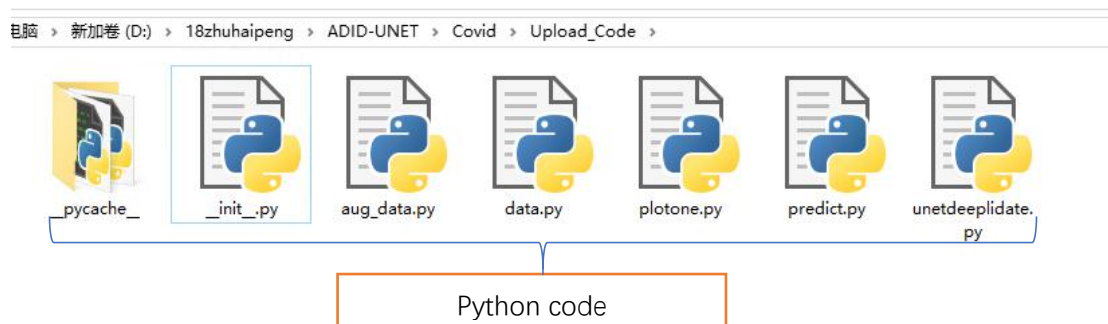 电脑 › 新加卷 (D:) › 18zhuhaipeng › ADID-UNET › Covid › Upload_Code ›
__pycache__
__init__.py
aug_data.py
data.py
plotone.py
predict.py
unetdeeplidate.
py
Python code